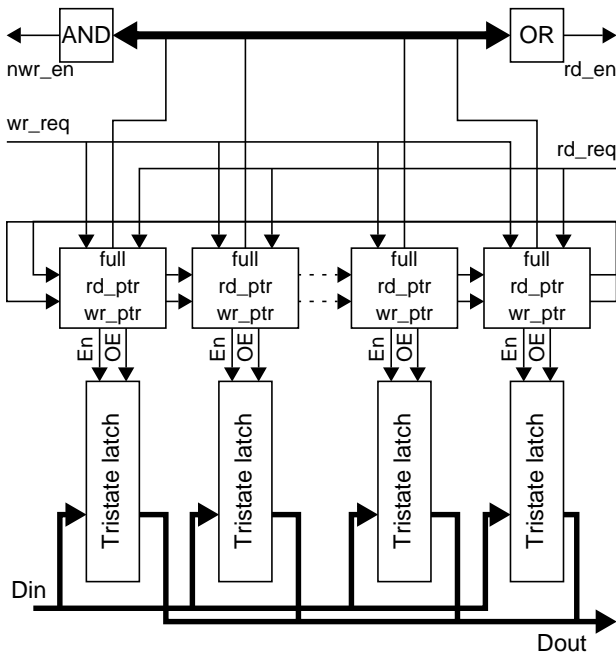 AND
OR
nwr_en
rd_en
wr_req
rd_req
full
full
full
full
rd_ptr
rd_ptr
rd_ptr
rd_ptr
wr_ptr
wr_ptr
wr_ptr
wr_ptr
En
OE
En
OE
En
OE
En
OE
Tristate latch
Tristate latch
Tristate latch
Tristate latch
Din
Dout